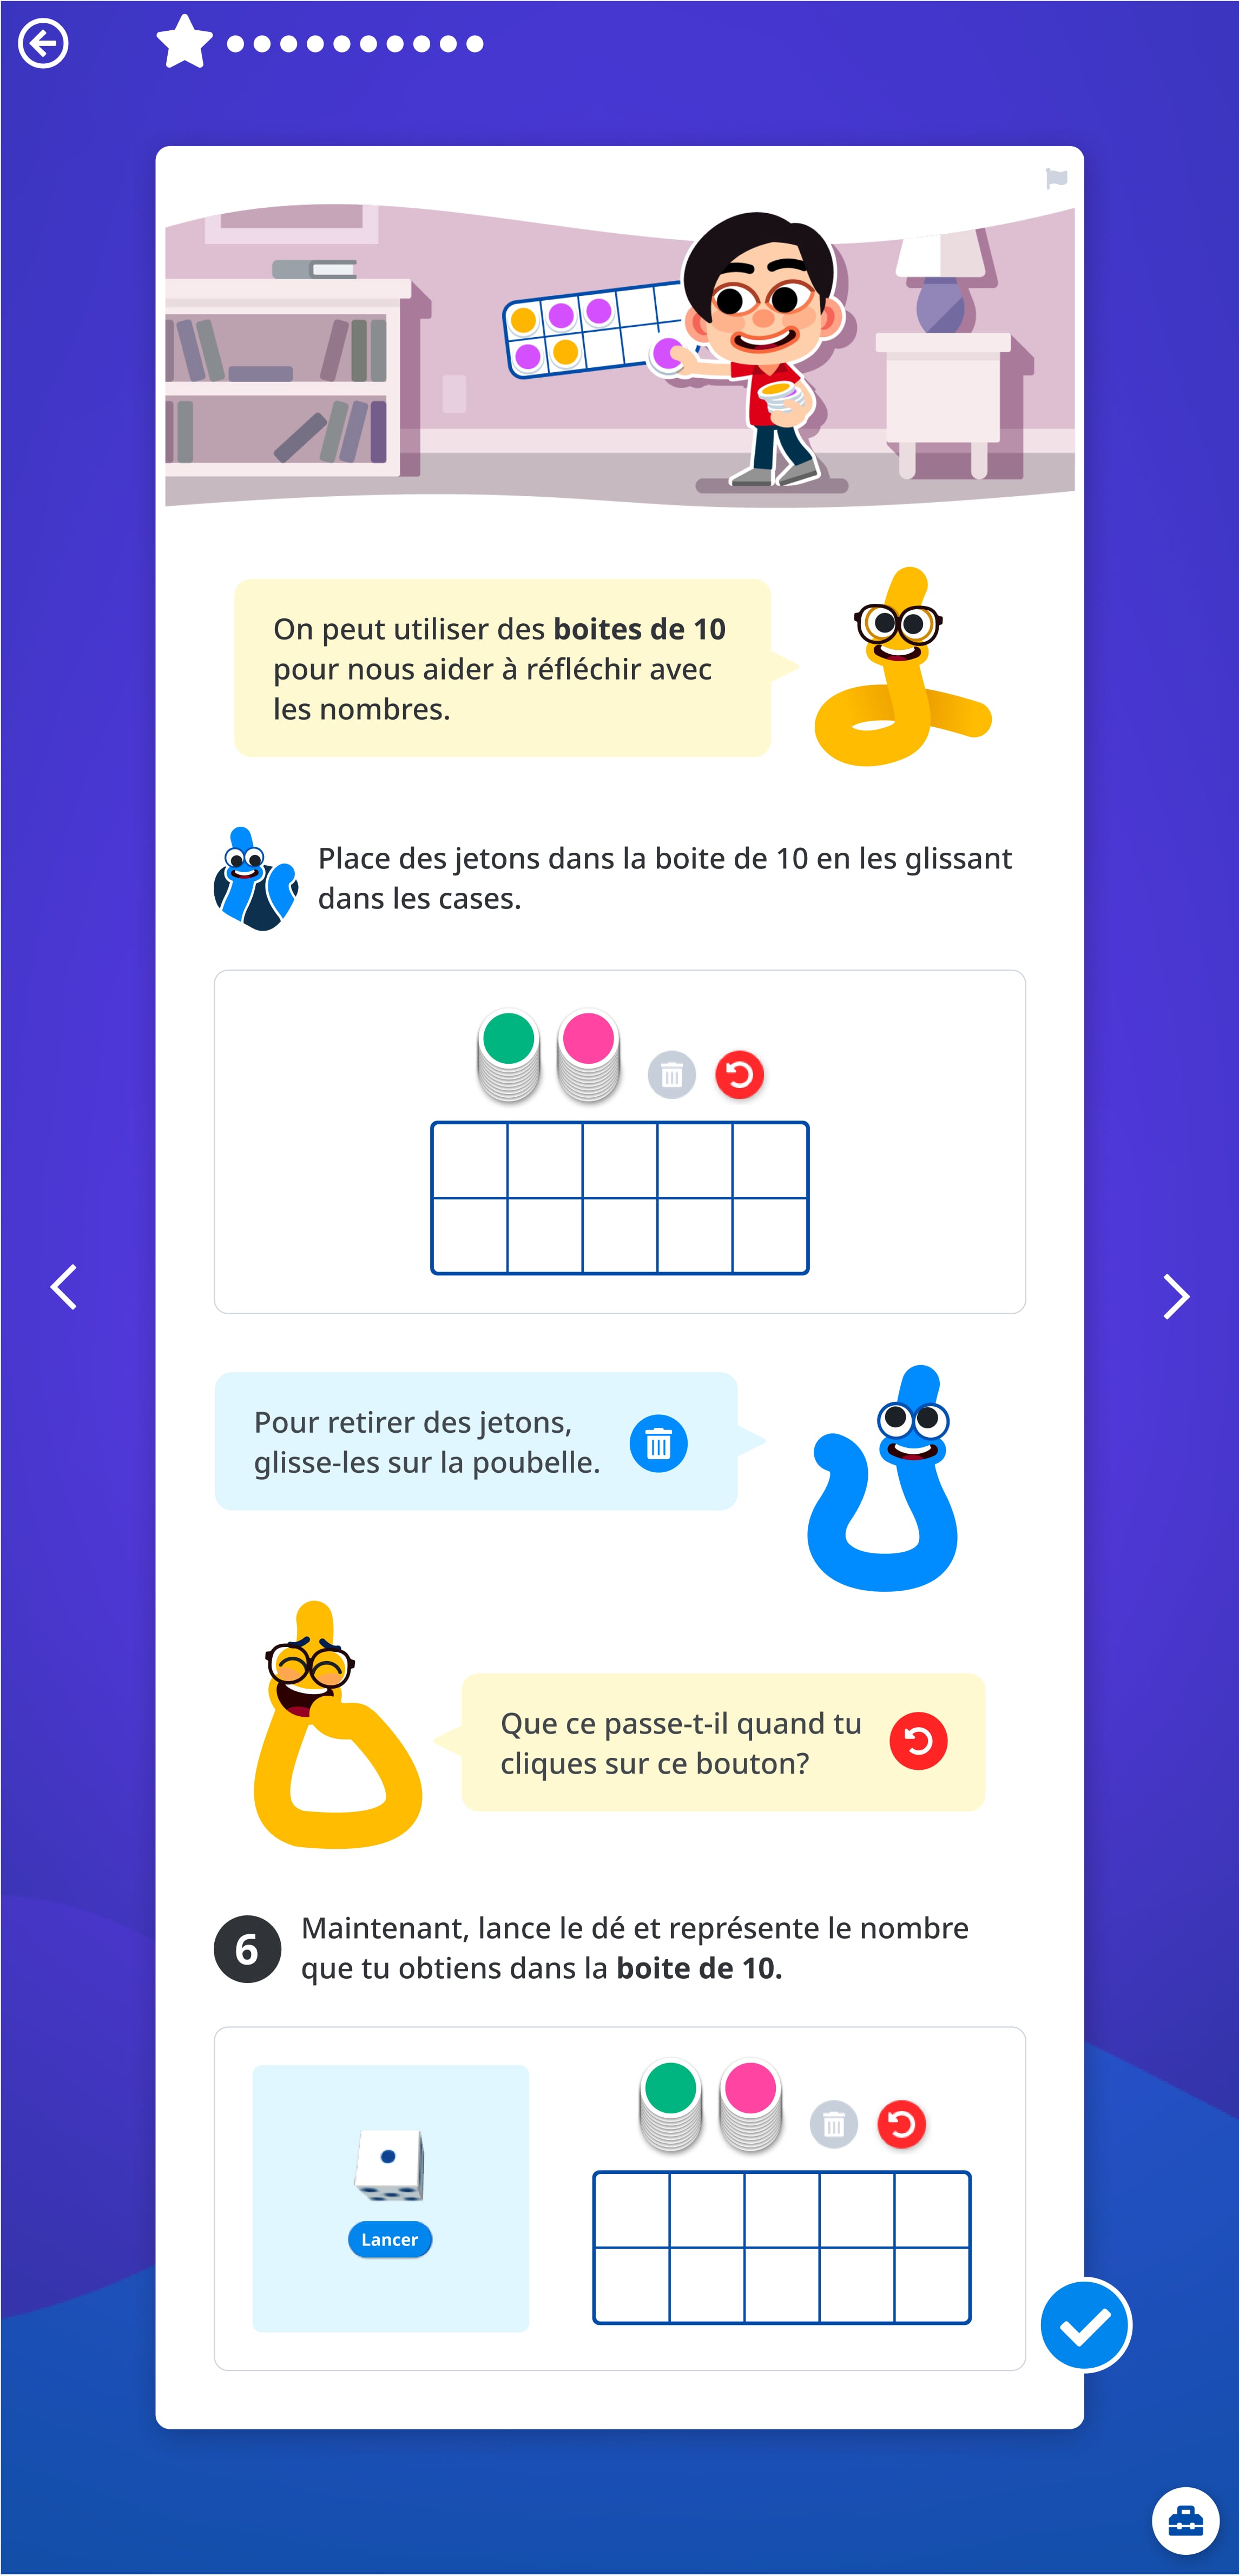 On peut utiliser des boites de 10
pour nous aider à réfléchir avec
les nombres.
Place des jetons dans la boite de 10 en les glissant
dans les cases.
Pour retirer des jetons,
glisse-les sur la poubelle.
Que ce passe-t-il quand tu
cliques sur ce bouton?
6
Maintenant, lance le dé et représente le nombre
que tu obtiens dans la boite de 10.
Lancer